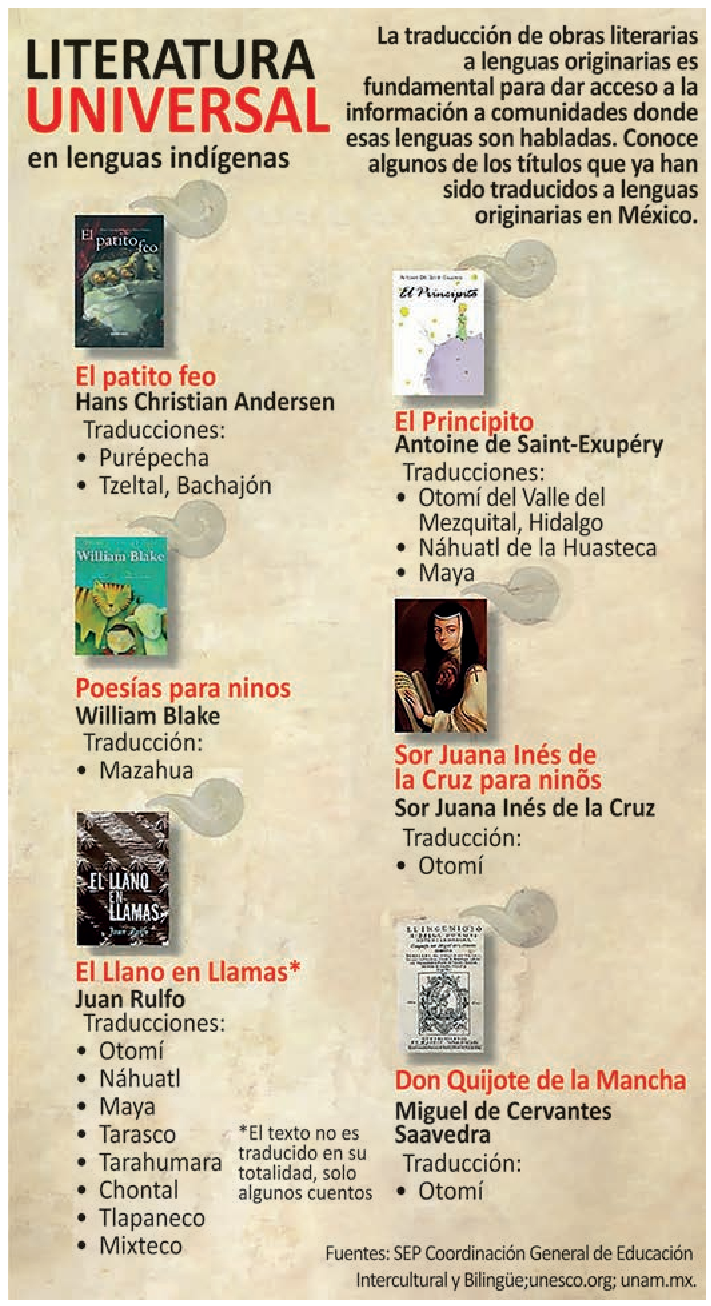 LITERATURA
UNIVERSAL
en lenguas indígenas
La traducción de obras literarias
a lenguas originarias es
fundamental para dar acceso a la
información a comunidades donde
esas lenguas son habladas. Conoce
algunos de los títulos que ya han
sido traducidos a lenguas
originarias en México.
El patito feo
El patito feo
Hans Christian Andersen
Traducciones:
• Purépecha
• Tzeltal, Bachajón
William Blake
Poesías para ninos
William Blake
Traducción:
• Mazahua
EL LLANO
EN
LLAMAS
Juan Rulfo
El Llano en Llamas*
Juan Rulfo
Traducciones:
• Otomí
• Náhuatl
• Maya
• Tarasco
• Tarahumara
• Chontal
• Tlapaneco
• Mixteco
*El texto no es
traducido en su
totalidad, solo
algunos cuentos
El Principito
El Principito
Antoine de Saint-Exupéry
Traducciones:
• Otomí del Valle del
Mezquital, Hidalgo
• Náhuatl de la Huasteca
• Maya
Sor Juana Inés de
la Cruz para ninõs
Sor Juana Inés de la Cruz
Traducción:
• Otomí
EL INGENIOSO
Don Quijote de la Mancha
Miguel de Cervantes
Saavedra
Traducción:
• Otomí
Fuentes: SEP Coordinación General de Educación
Intercultural y Bilingüe;unesco.org; unam.mx.